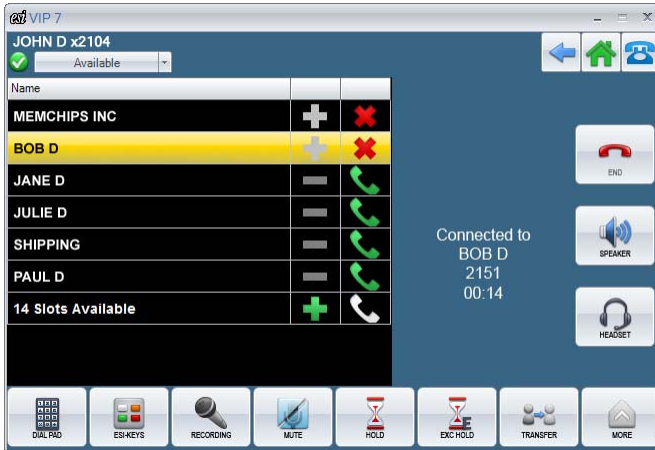 esi VIP 7
JOHN D x2104
Available
Name
MEMCHIPS INC
BOB D
JANE D
JULIE D
SHIPPING
PAUL D
14 Slots Available
Connected to
BOB D
2151
00:14
END
SPEAKER
HEADSET
DIAL PAD
ESI-KEYS
RECORDING
MUTE
HOLD
E
EXC HOLD
TRANSFER
MORE